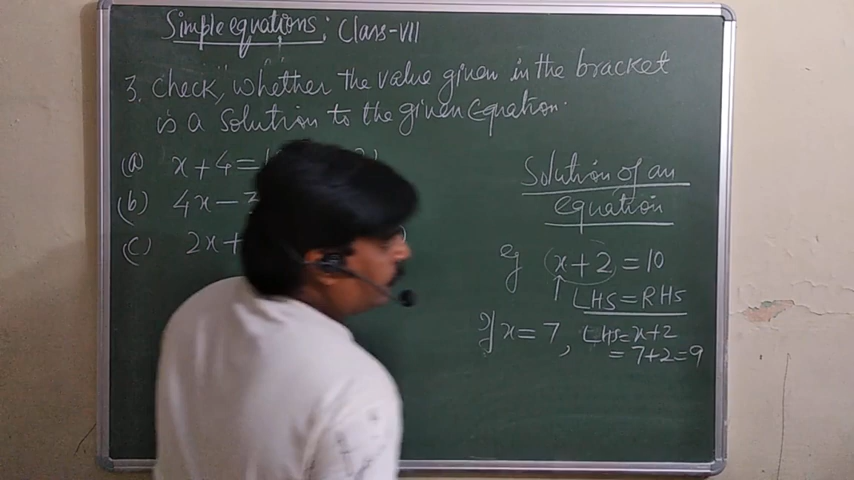 Simple equations: Class-VII
3. Check, whether the value given in the bracket
is a solution to the given Equation.
(a) x+4=
(b) 4x-
(c) 2x+
Solution of an
equation
Eg x+2=10
LHS=RHS
If x=7, LHS=x+2
=7+2=9